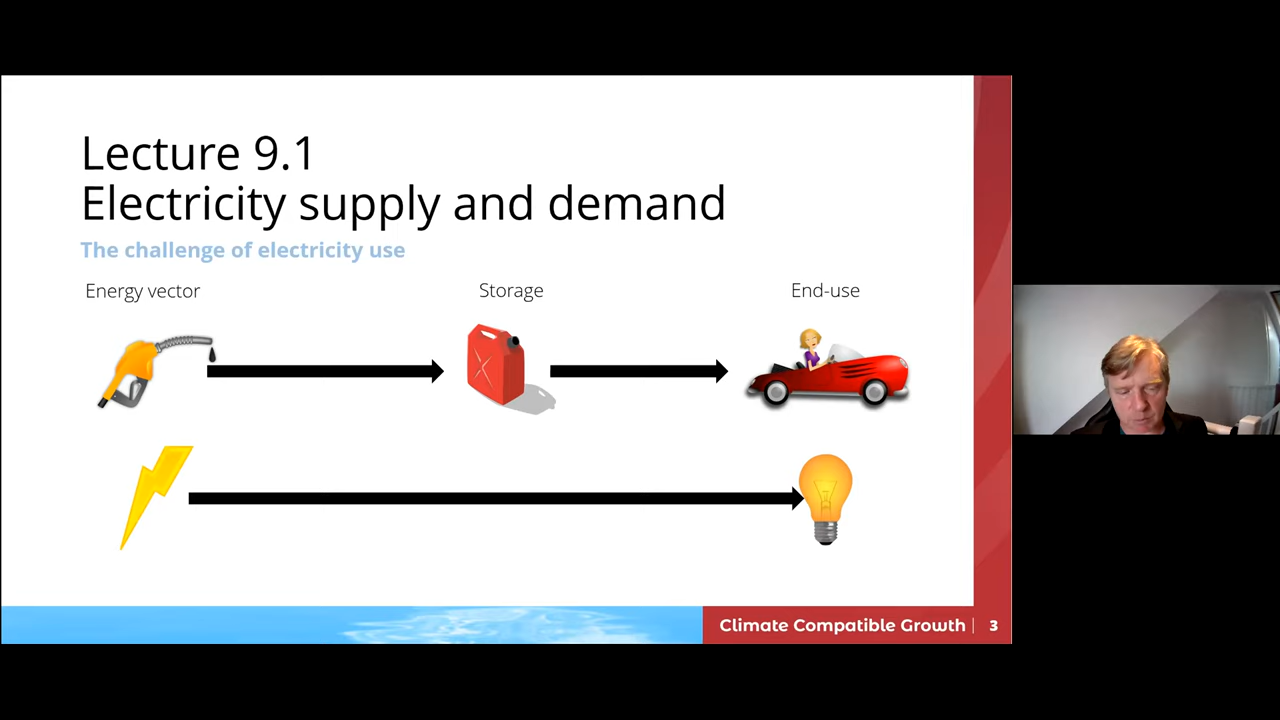 Lecture 9.1
Electricity supply and demand
The challenge of electricity use
Energy vector
Storage
End-use
Climate Compatible Growth | 3